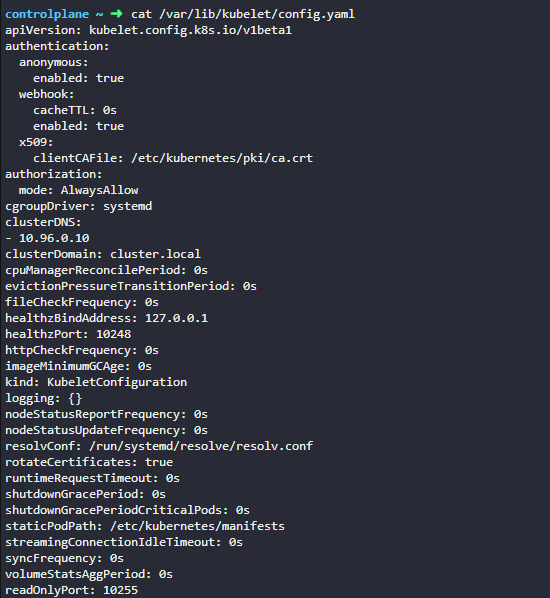 controlplane ~ ➜ cat /var/lib/kubelet/config.yaml
apiVersion: kubelet.config.k8s.io/v1beta1
authentication:
  anonymous:
    enabled: true
  webhook:
    cacheTTL: 0s
    enabled: true
  x509:
    clientCAFile: /etc/kubernetes/pki/ca.crt
authorization:
  mode: AlwaysAllow
cgroupDriver: systemd
clusterDNS:
- 10.96.0.10
clusterDomain: cluster.local
cpuManagerReconcilePeriod: 0s
evictionPressureTransitionPeriod: 0s
fileCheckFrequency: 0s
healthzBindAddress: 127.0.0.1
healthzPort: 10248
httpCheckFrequency: 0s
imageMinimumGCAge: 0s
kind: KubeletConfiguration
logging: {}
nodeStatusReportFrequency: 0s
nodeStatusUpdateFrequency: 0s
resolvConf: /run/systemd/resolve/resolv.conf
rotateCertificates: true
runtimeRequestTimeout: 0s
shutdownGracePeriod: 0s
shutdownGracePeriodCriticalPods: 0s
staticPodPath: /etc/kubernetes/manifests
streamingConnectionIdleTimeout: 0s
syncFrequency: 0s
volumeStatsAggPeriod: 0s
readOnlyPort: 10255